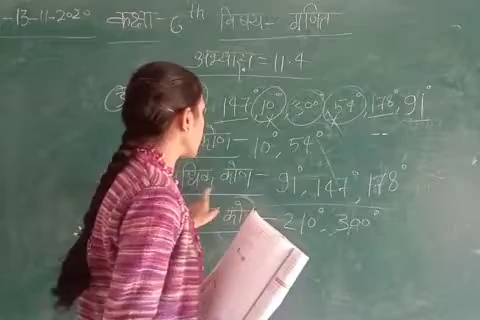 -13-11-2020 कक्षा- 6th विषय- गणित
अभ्यास = 11.4
147° 10° 300° 54° 178°, 91°
कोण- 10°, 54°
धिक कोण- 91°, 147°, 178°
कोण- 210°, 300°